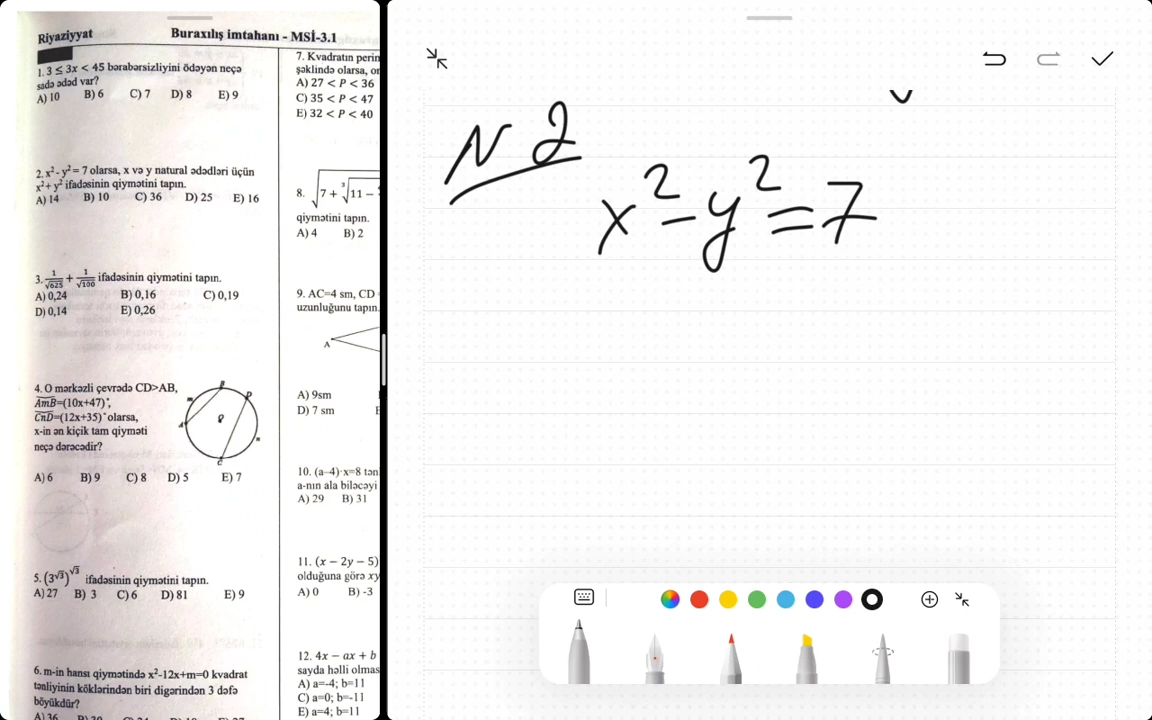 Riyaziyyat
Buraxılış imtahanı - MSİ-3.1
1. 3 ≤ 3x < 45 bərabərsizliyini ödəyən neçə
sadə ədəd var?
A) 10 B) 6 C) 7 D) 8 E) 9
2. x²- y²= 7 olarsa, x və y natural ədədləri üçün
x²+ y² ifadəsinin qiymətini tapın.
A) 14 B) 10 C) 36 D) 25 E) 16
3. 1/√625 + 1/√100 ifadəsinin qiymətini tapın.
A) 0,24 B) 0,16 C) 0,19
D) 0,14 E) 0,26
4. O mərkəzli çevrədə CD>AB,
AmB=(10x+47)°,
CnD=(12x+35)° olarsa,
x-in ən kiçik tam qiyməti
neçə dərəcədir?
A) 6 B) 9 C) 8 D) 5 E) 7
5. (3^√3)^√3 ifadəsinin qiymətini tapın.
A) 27 B) 3 C) 6 D) 81 E) 9
6. m-in hansı qiymətində x²-12x+m=0 kvadrat
tənliyinin köklərindən biri digərindən 3 dəfə
böyükdür?
A) 36
7. Kvadratın perin
şəklində olarsa, on
A) 27 < P < 36
C) 35 < P < 47
E) 32 < P < 40
8. √7 + ³√11 −
qiymətini tapın.
A) 4 B) 2
9. AC=4 sm, CD
uzunluğunu tapın.
A
A) 9sm
D) 7 sm E
10. (a–4)·x=8 tən
a-nın ala biləcəyi
A) 29 B) 31
11. (x − 2y − 5)
olduğuna görə xy
A) 0 B) -3
12. 4x − ax + b
sayda həlli olmas
A) a=-4; b=11
C) a=0; b=-11
E) a=4; b=11
N 2
x²-y²=7